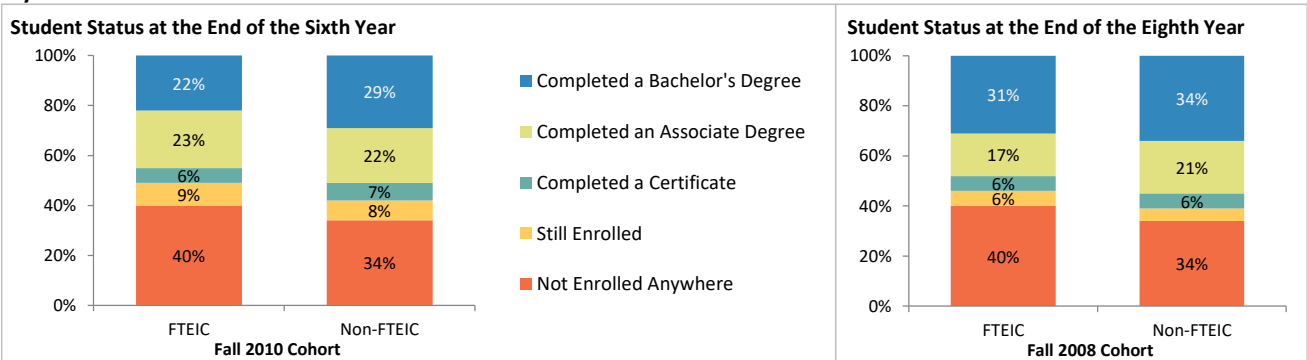 Student Status at the End of the Sixth Year
100%
80%
60%
40%
20%
0%
22%
23%
6%
9%
40%
29%
22%
7%
8%
34%
FTEIC
Non-FTEIC
Fall 2010 Cohort
Completed a Bachelor's Degree
Completed an Associate Degree
Completed a Certificate
Still Enrolled
Not Enrolled Anywhere
Student Status at the End of the Eighth Year
100%
80%
60%
40%
20%
0%
31%
17%
6%
6%
40%
34%
21%
6%
34%
FTEIC
Non-FTEIC
Fall 2008 Cohort